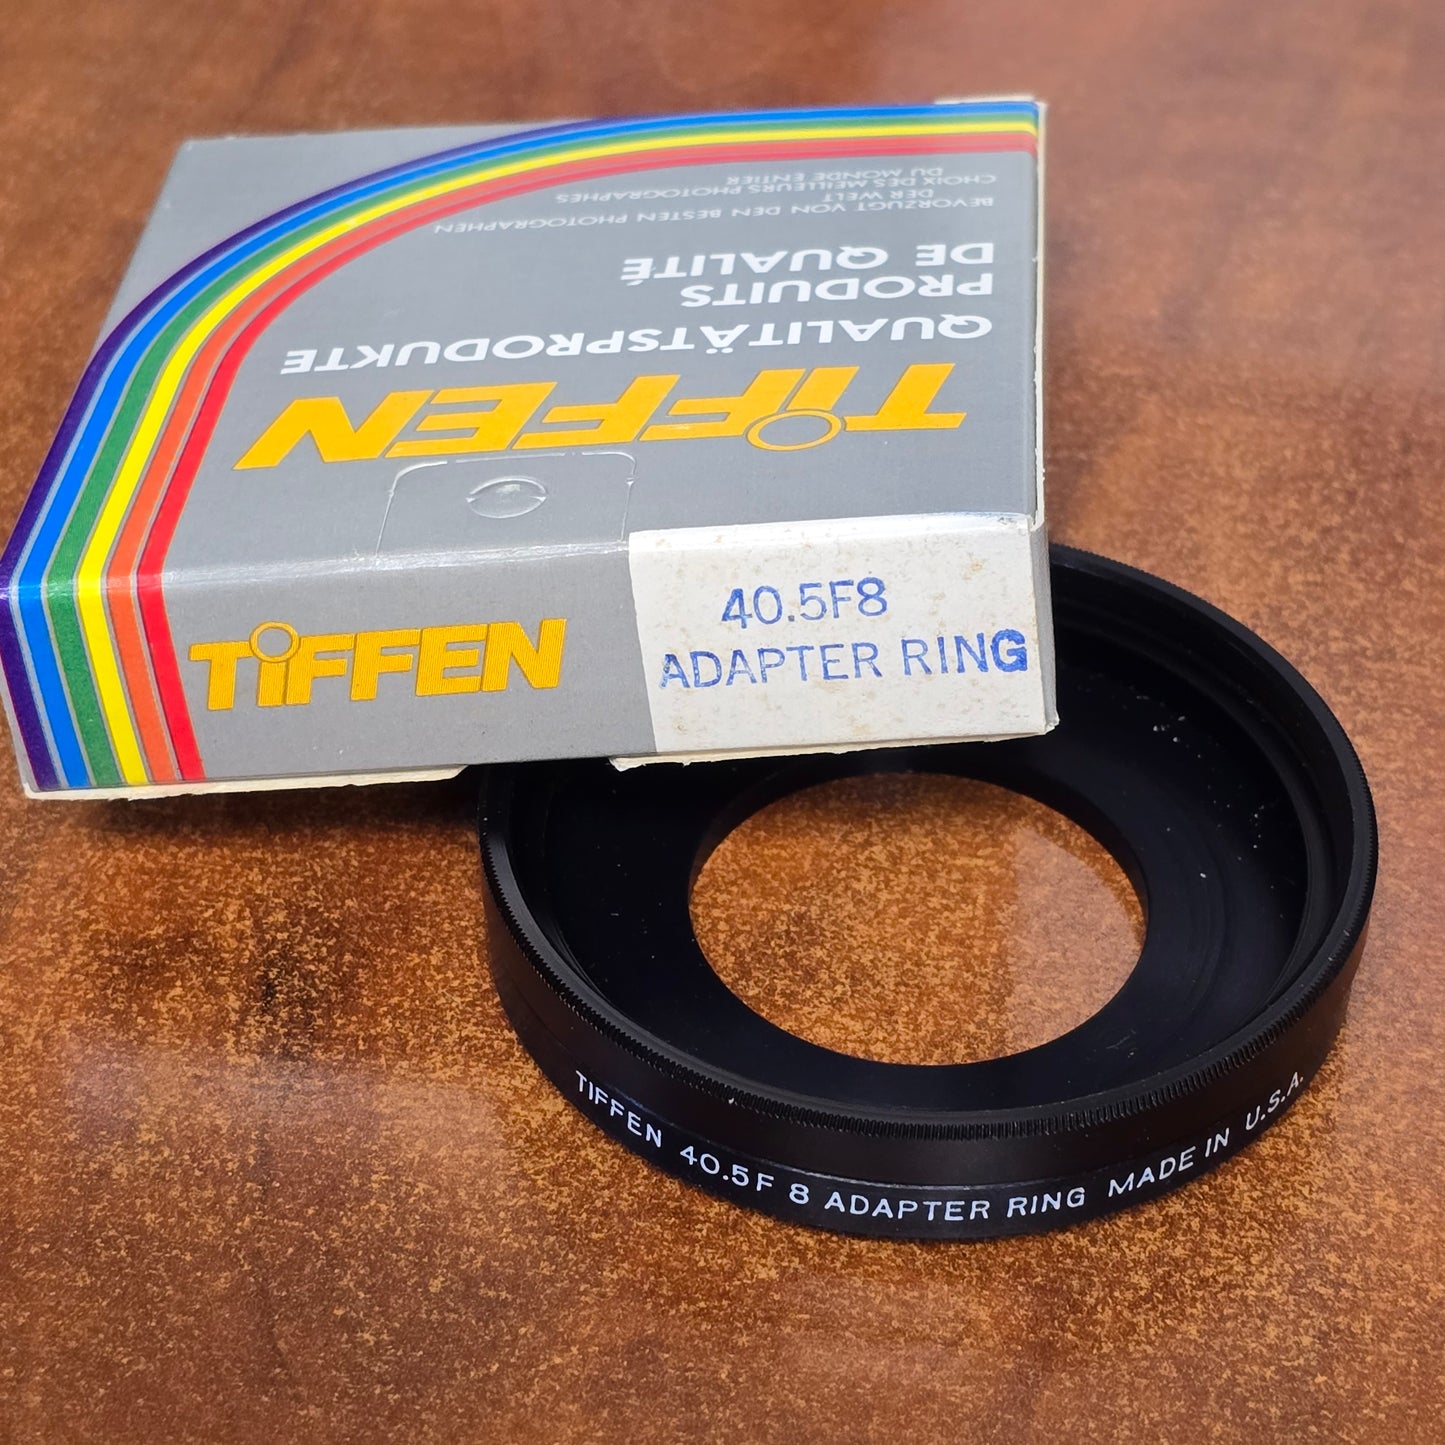 TIFFEN
QUALITÄTSPRODUKTE
PRODUITS
DE QUALITÉ
BEVORZUGT VON DEN BESTEN PHOTOGRAPHEN
DER WELT
CHOIX DES MEILLEURS PHOTOGRAPHES
DU MONDE ENTIER
TIFFEN
40.5F8
ADAPTER RING
TIFFEN 40.5F 8 ADAPTER RING MADE IN U.S.A.